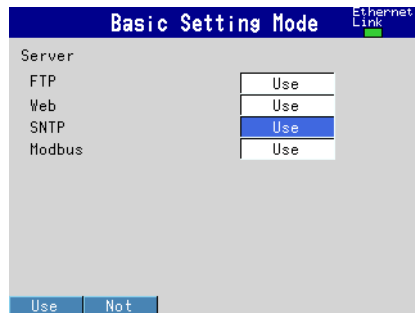 Basic Setting Mode
Ethernet
Link
Server
FTP Use
Web Use
SNTP Use
Modbus Use
Use Not